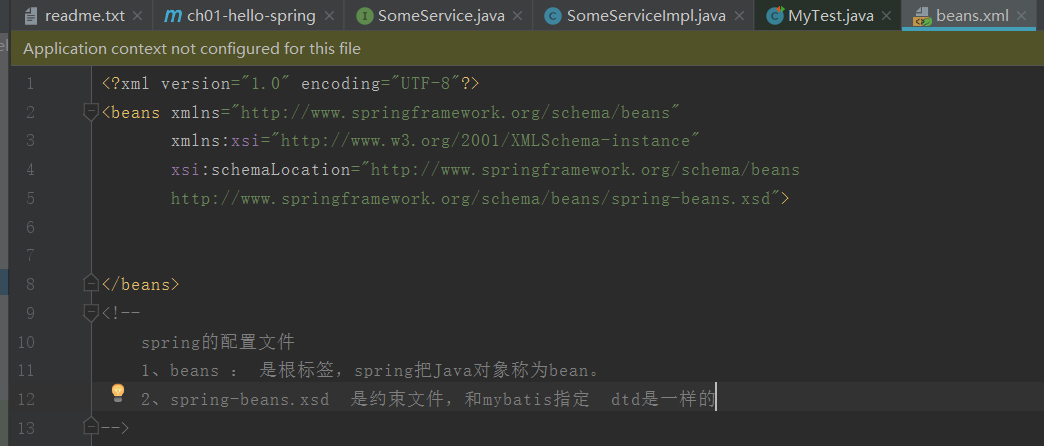 readme.txt ch01-hello-spring SomeService.java SomeServiceImpl.java MyTest.java beans.xml
Application context not configured for this file
1 <?xml version="1.0" encoding="UTF-8"?>
2 <beans xmlns="http://www.springframework.org/schema/beans"
3 xmlns:xsi="http://www.w3.org/2001/XMLSchema-instance"
4 xsi:schemaLocation="http://www.springframework.org/schema/beans
5 http://www.springframework.org/schema/beans/spring-beans.xsd">
6
7
8 </beans>
9 <!--
10 spring的配置文件
11 1、beans : 是根标签，spring把Java对象称为bean。
12 2、spring-beans.xsd 是约束文件，和mybatis指定 dtd是一样的
13 -->